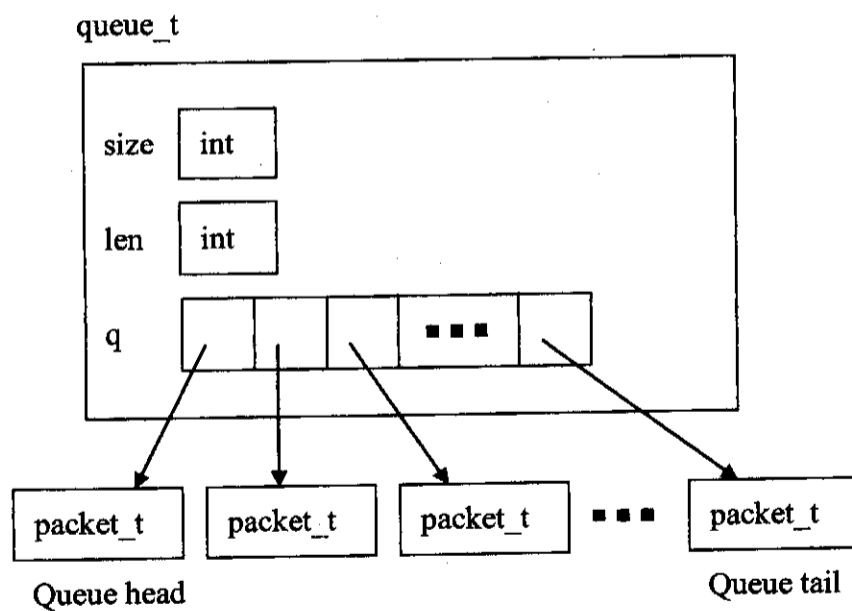 queue_t
size int
len int
q
packet_t packet_t packet_t packet_t
Queue head Queue tail